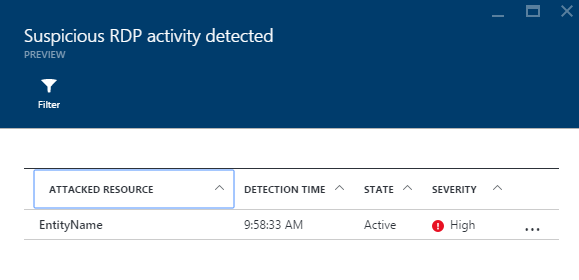 Suspicious RDP activity detected
PREVIEW
Filter
ATTACKED RESOURCE DETECTION TIME STATE SEVERITY
EntityName 9:58:33 AM Active High ...